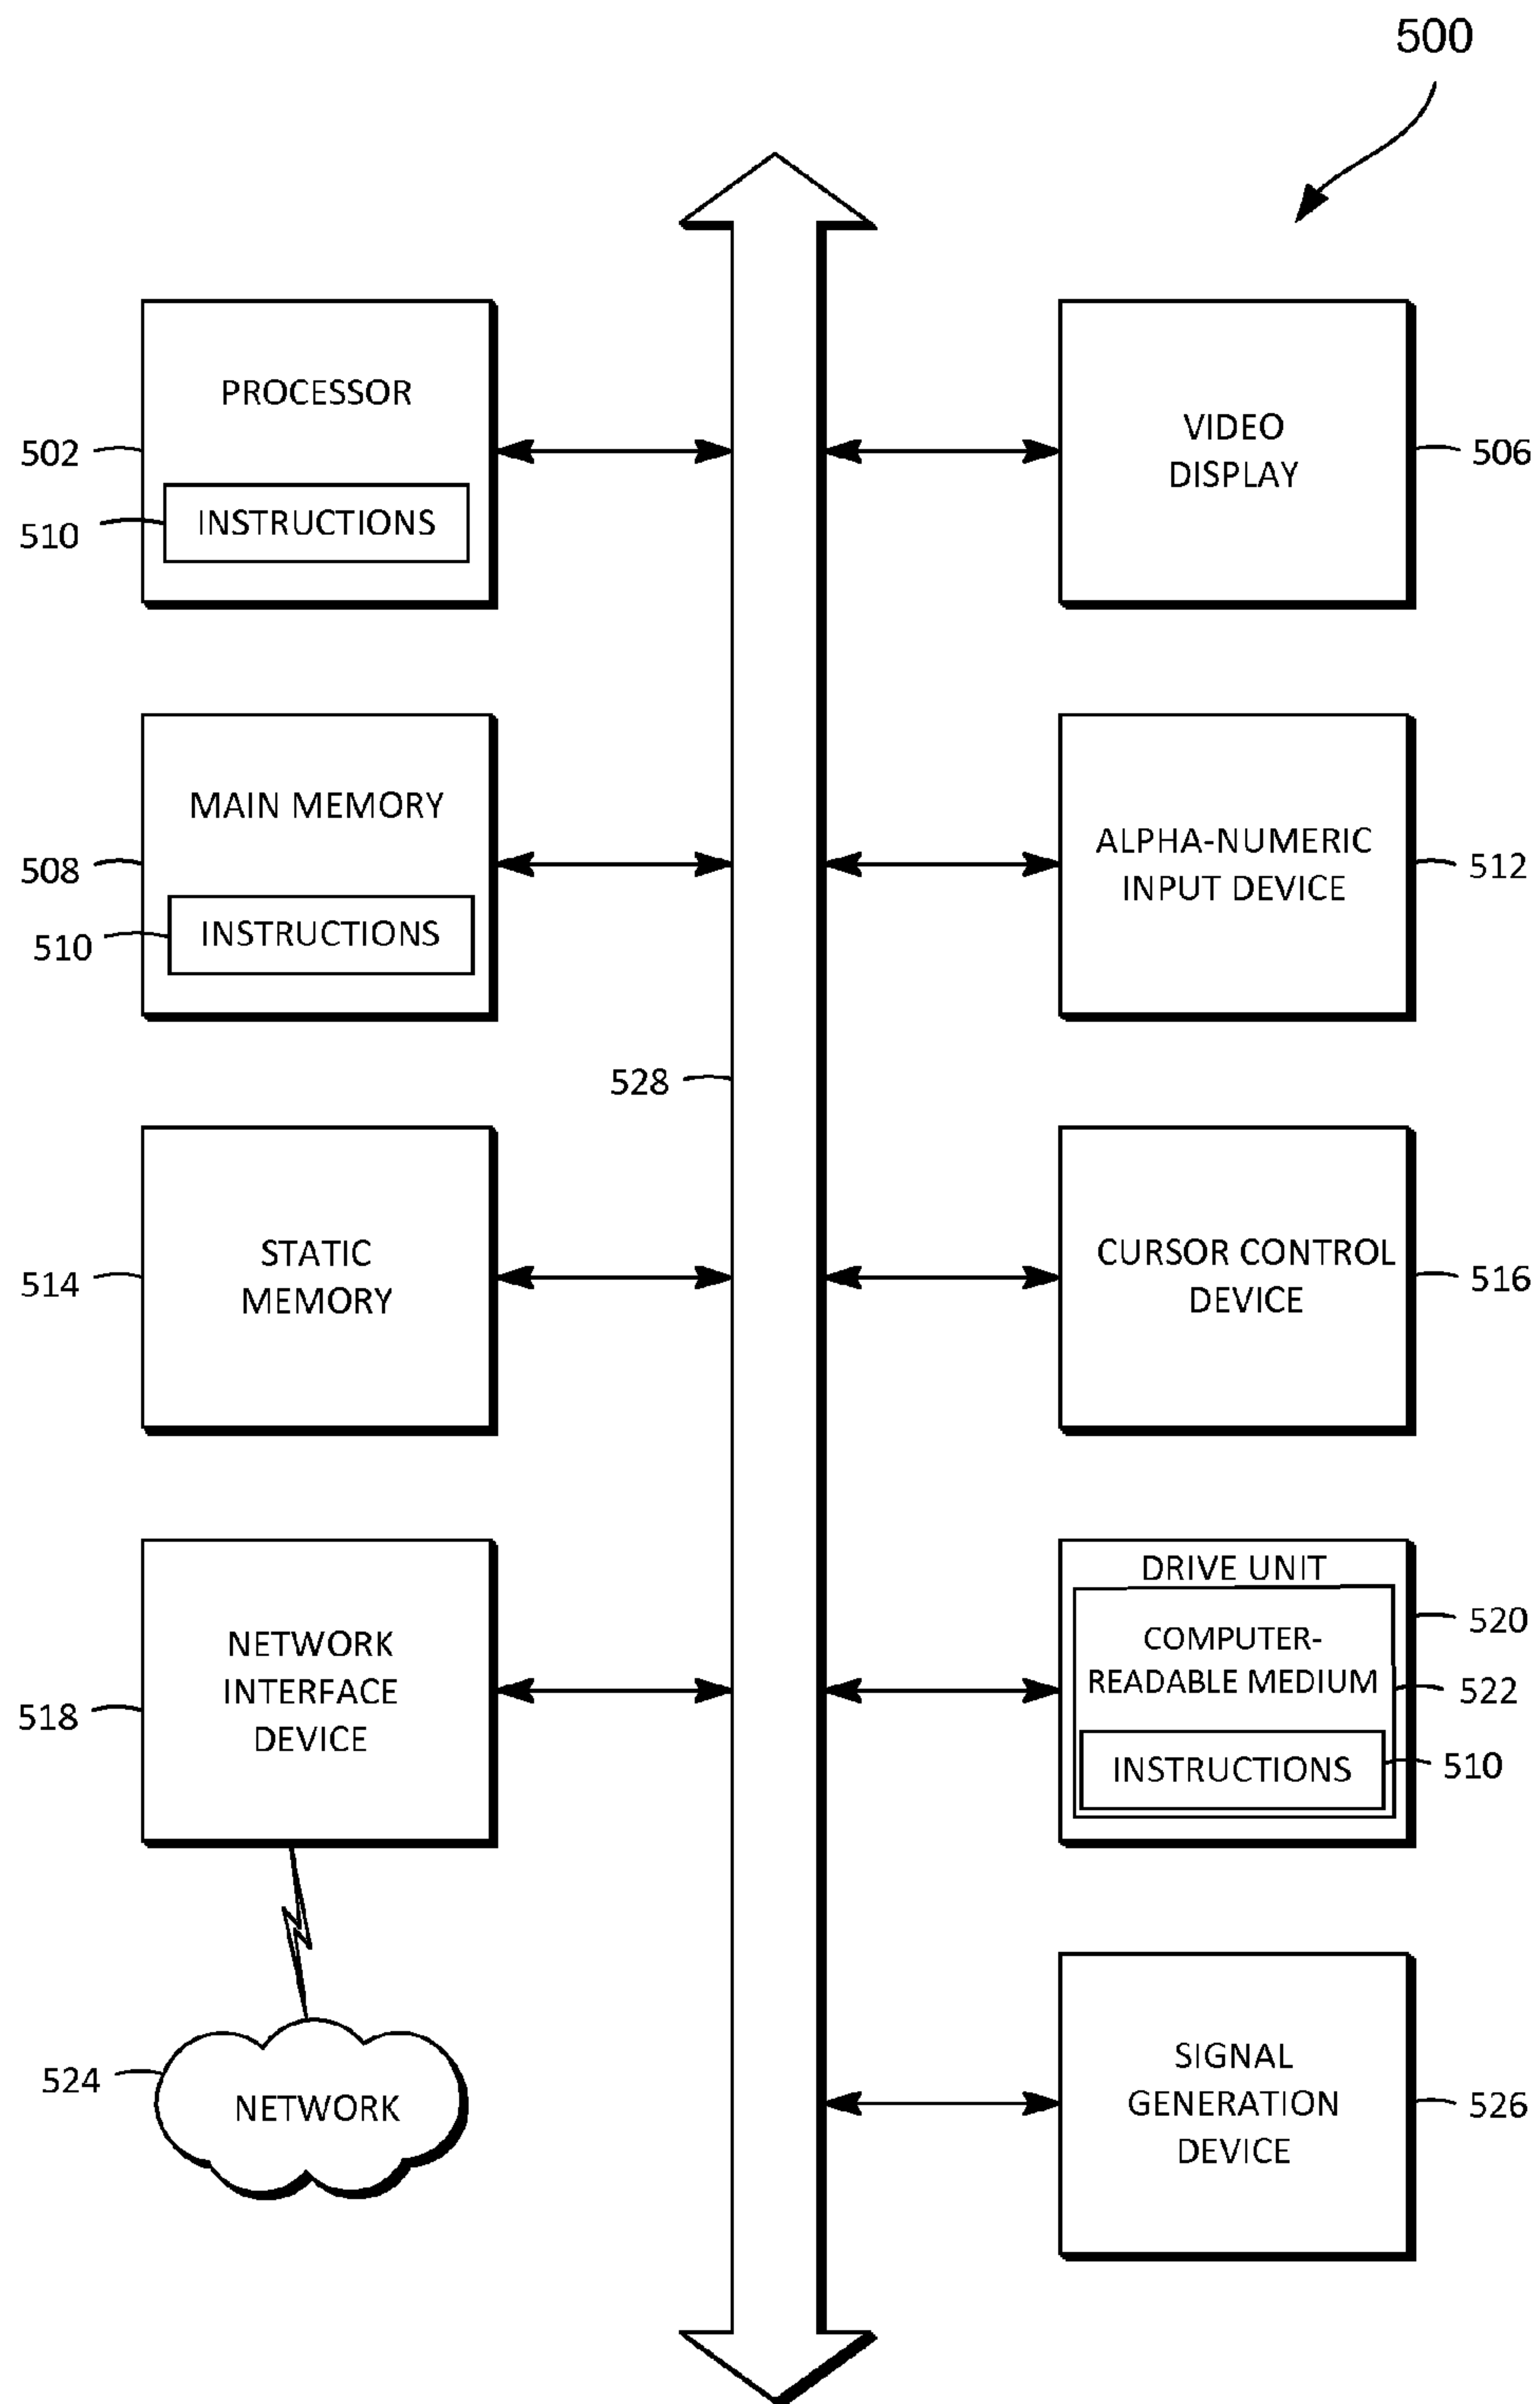 500
PROCESSOR
502
INSTRUCTIONS
510
VIDEO
DISPLAY
506
MAIN MEMORY
508
INSTRUCTIONS
510
ALPHA-NUMERIC
INPUT DEVICE
512
528
STATIC
MEMORY
514
CURSOR CONTROL
DEVICE
516
NETWORK
INTERFACE
DEVICE
518
DRIVE UNIT
520
COMPUTER-
READABLE MEDIUM
522
INSTRUCTIONS
510
524
NETWORK
SIGNAL
GENERATION
DEVICE
526